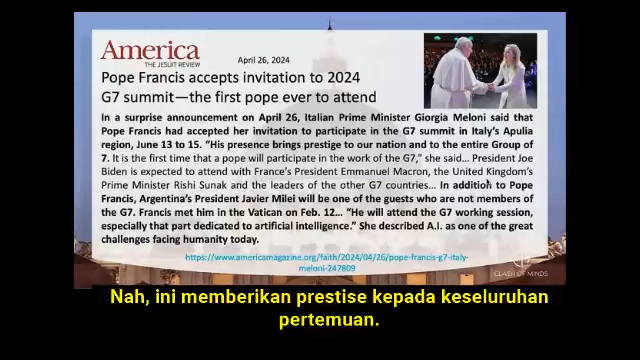 America
THE JESUIT REVIEW
April 26, 2024
Pope Francis accepts invitation to 2024
G7 summit—the first pope ever to attend
In a surprise announcement on April 26, Italian Prime Minister Giorgia Meloni said that
Pope Francis had accepted her invitation to participate in the G7 summit in Italy's Apulia
region, June 13 to 15. “His presence brings prestige to our nation and to the entire Group of
7. It is the first time that a pope will participate in the work of the G7,” she said... President Joe
Biden is expected to attend with France's President Emmanuel Macron, the United Kingdom's
Prime Minister Rishi Sunak and the leaders of the other G7 countries... In addition to Pope
Francis, Argentina's President Javier Milei will be one of the guests who are not members of
the G7. Francis met him in the Vatican on Feb. 12... “He will attend the G7 working session,
especially that part dedicated to artificial intelligence.” She described A.I. as one of the great
challenges facing humanity today.
https://www.americamagazine.org/faith/2024/04/26/pope-francis-g7-italy-
meloni-247809
CLASH OF MINDS
Nah, ini memberikan prestise kepada keseluruhan
pertemuan.